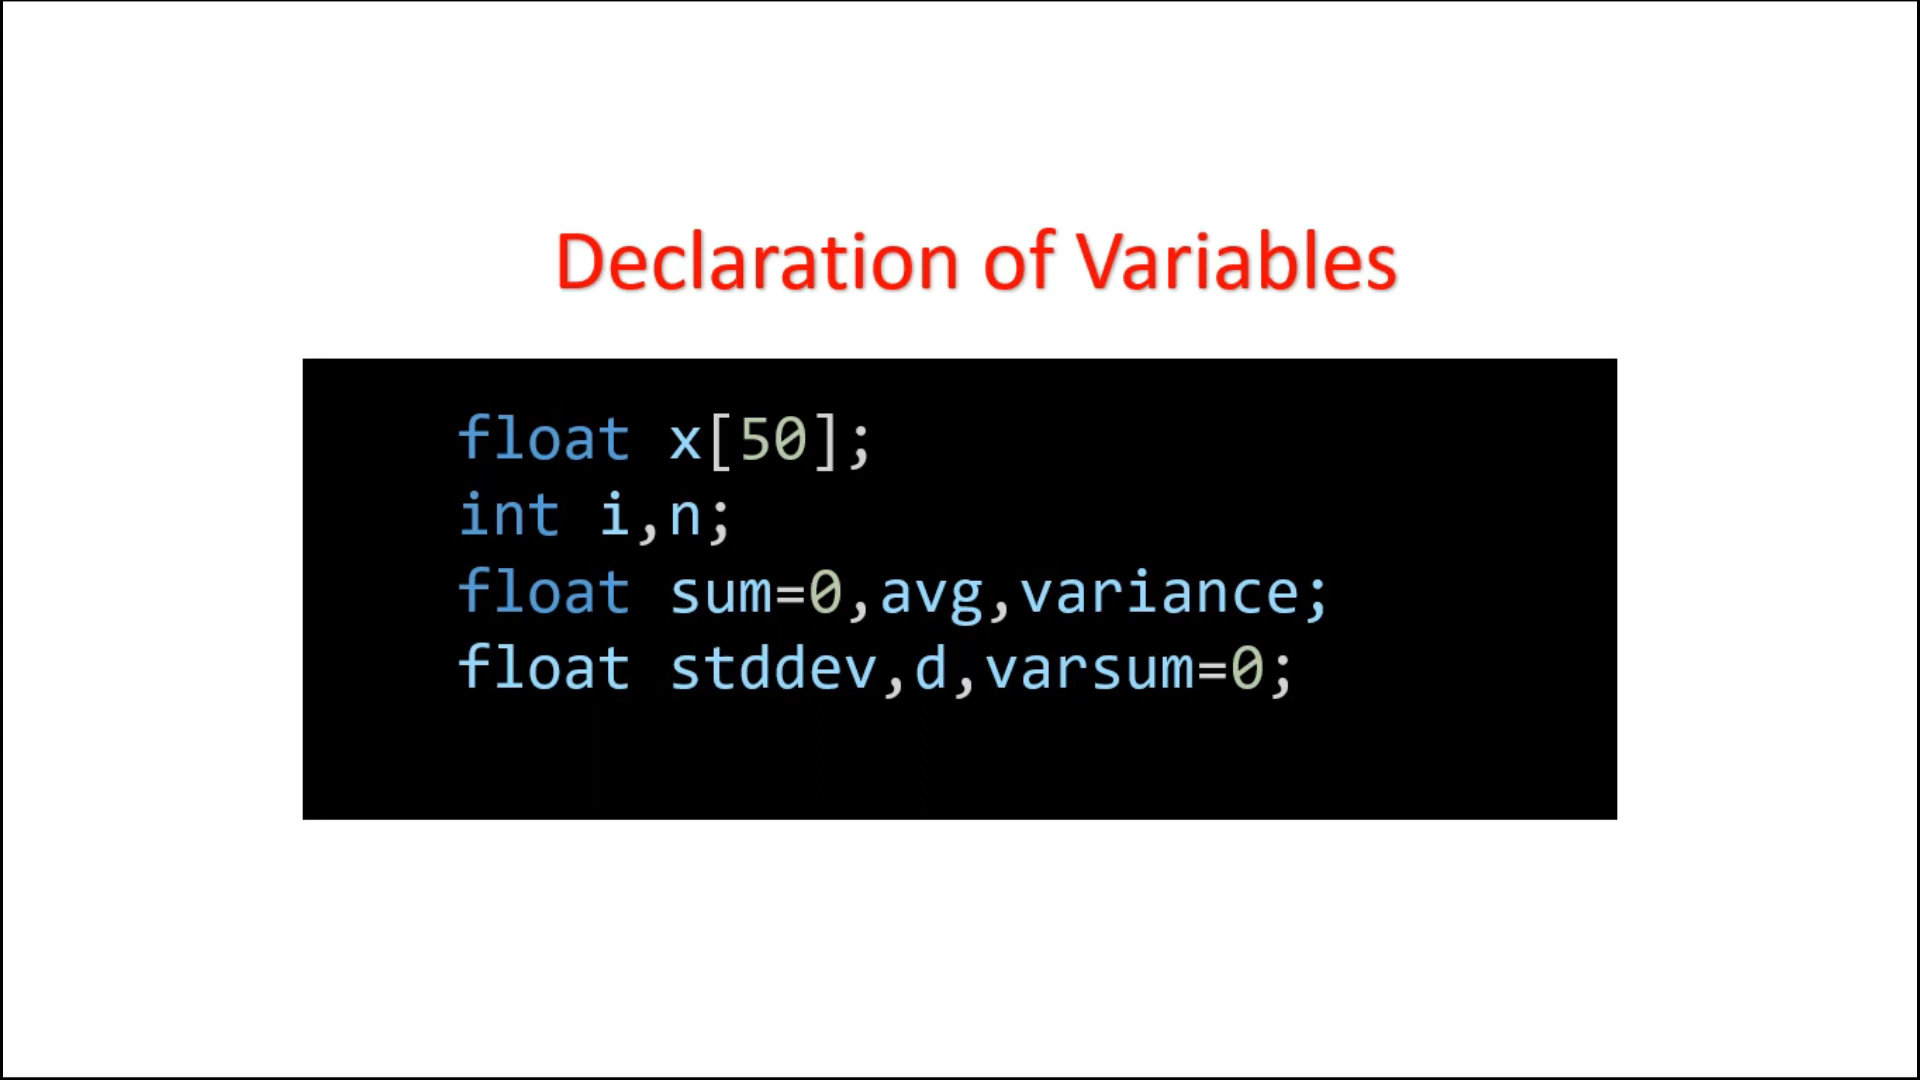 Declaration of Variables
float x[50];
int i,n;
float sum=0,avg,variance;
float stddev,d,varsum=0;